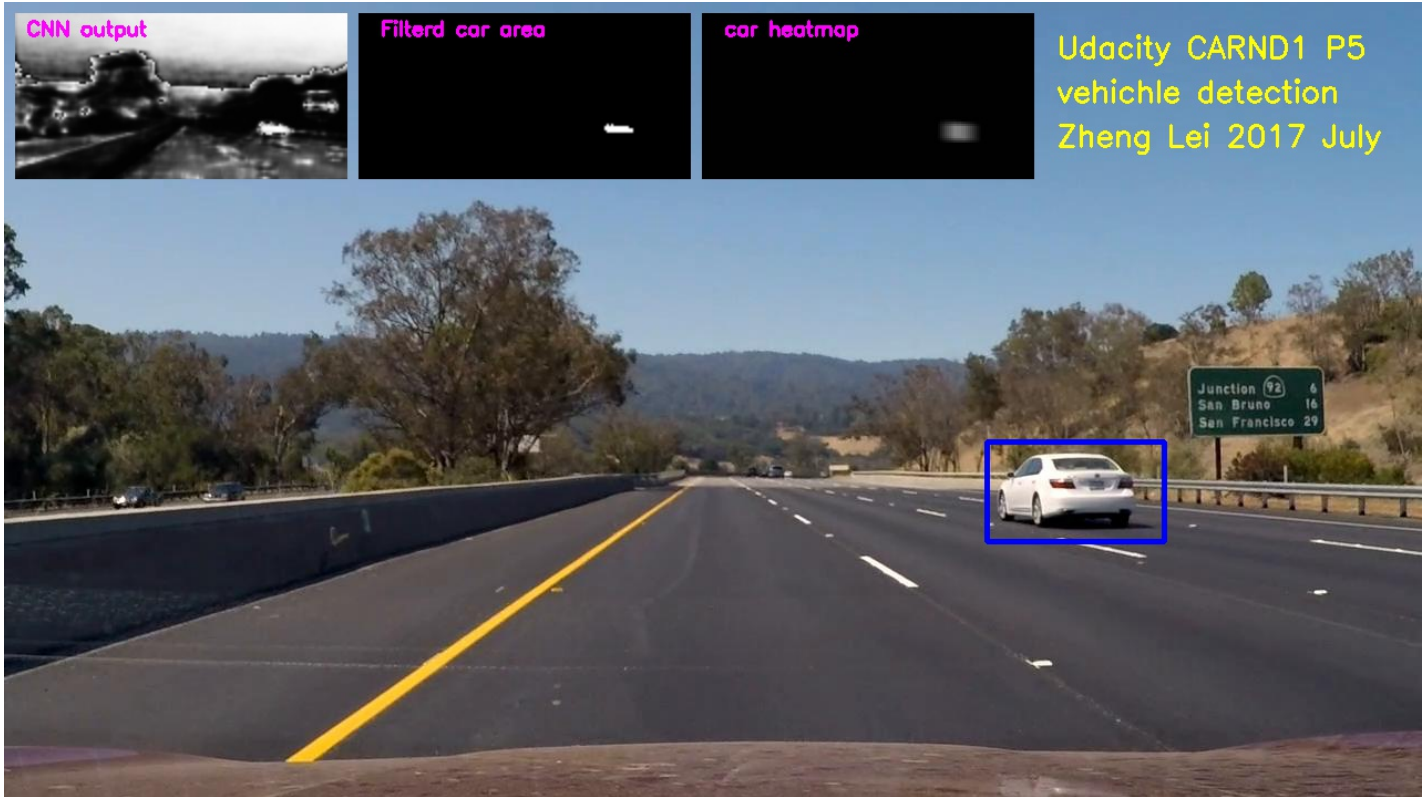 CNN output
Filterd car area
car heatmap
Udacity CARND1 P5
vehichle detection
Zheng Lei 2017 July
Junction 92 6
San Bruno 16
San Francisco 29